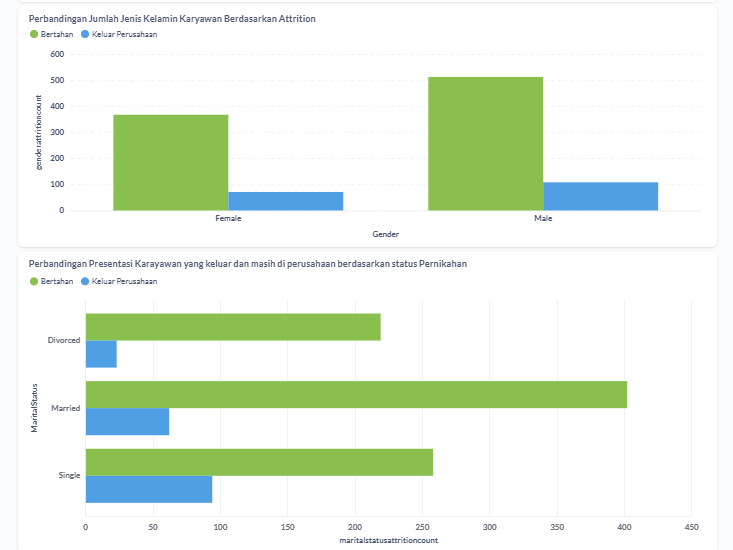 Perbandingan Jumlah Jenis Kelamin Karyawan Berdasarkan Attrition
Bertahan Keluar Perusahaan
600
500
400
300
200
100
0
genderattritioncount
Female Male
Gender
Perbandingan Presentasi Karayawan yang keluar dan masih di perusahaan berdasarkan status Pernikahan
Bertahan Keluar Perusahaan
Divorced
Married
Single
MaritalStatus
0 50 100 150 200 250 300 350 400 450
maritalstatusattritioncount